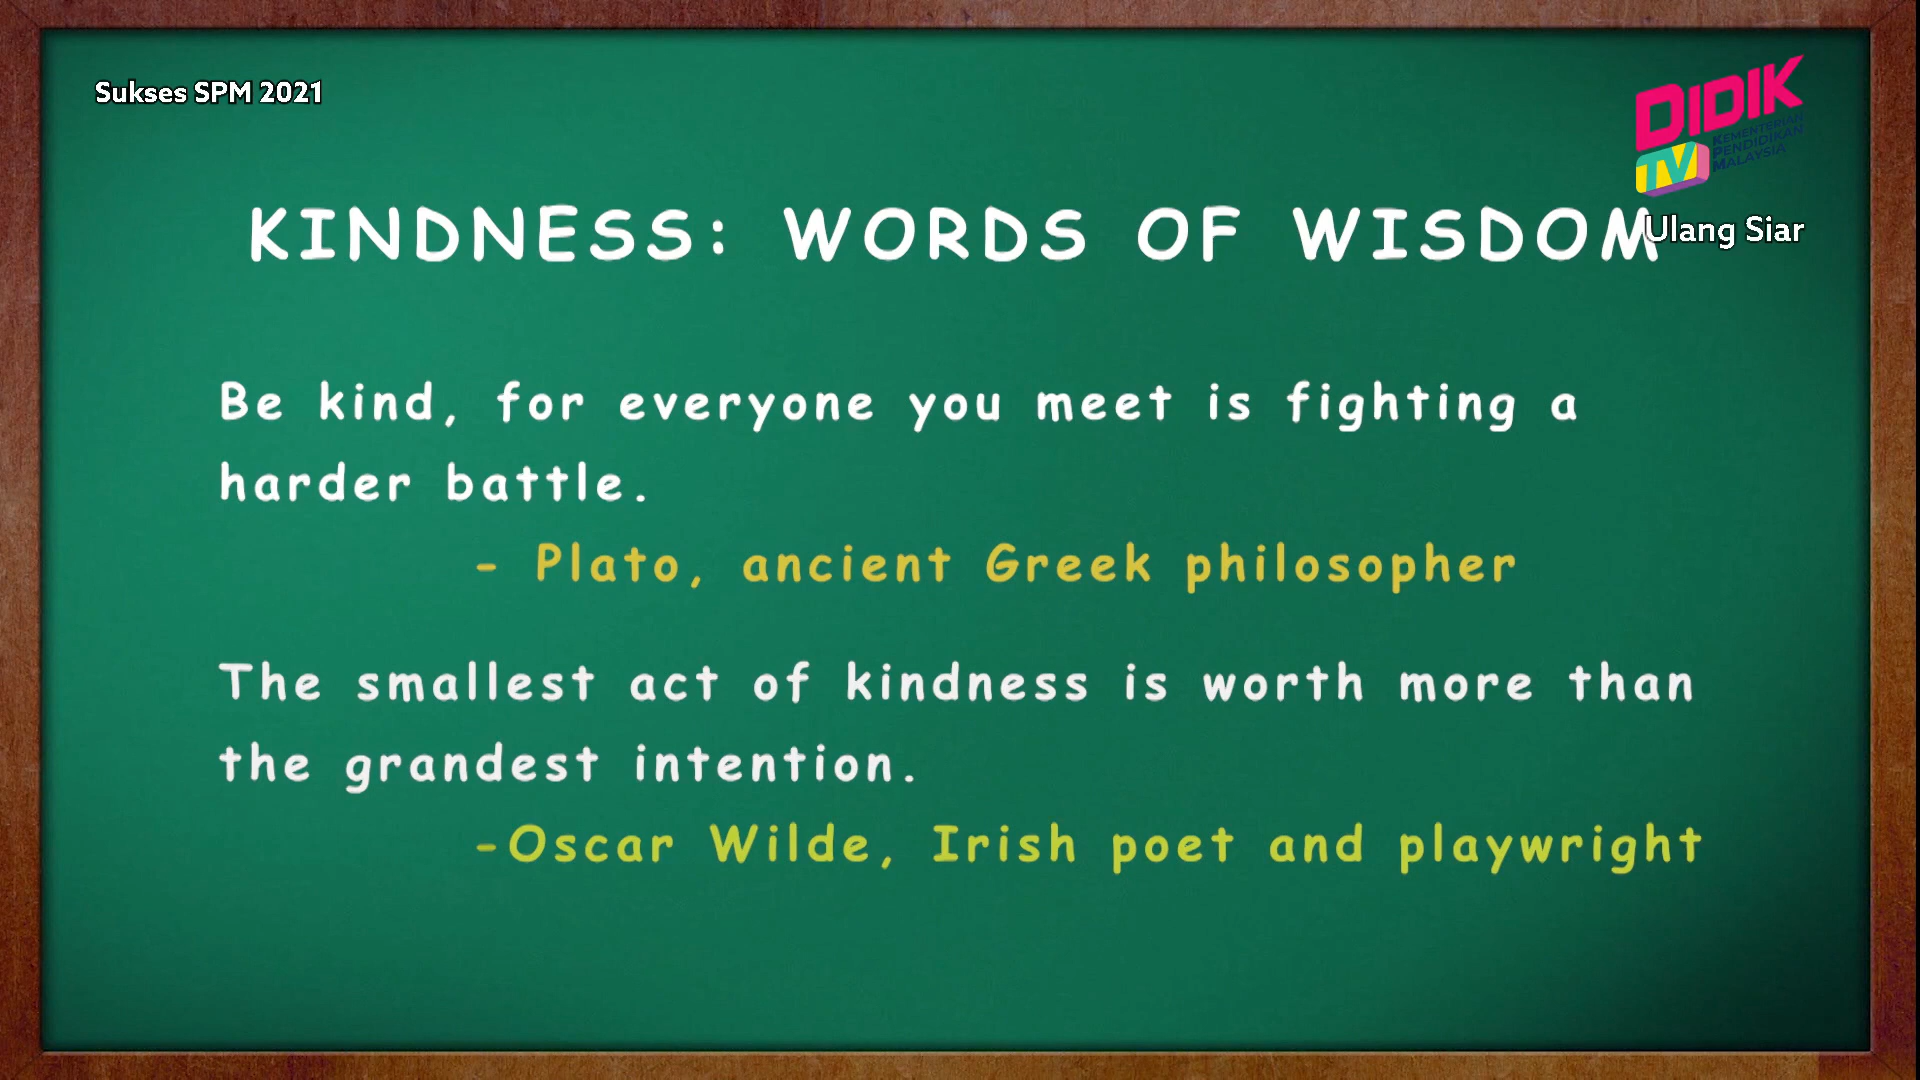 Sukses SPM 2021
DIDIK
TV
KEMENTERIAN
PENDIDIKAN
MALAYSIA
Ulang Siar
KINDNESS: WORDS OF WISDOM
Be kind, for everyone you meet is fighting a
harder battle.
- Plato, ancient Greek philosopher
The smallest act of kindness is worth more than
the grandest intention.
-Oscar Wilde, Irish poet and playwright